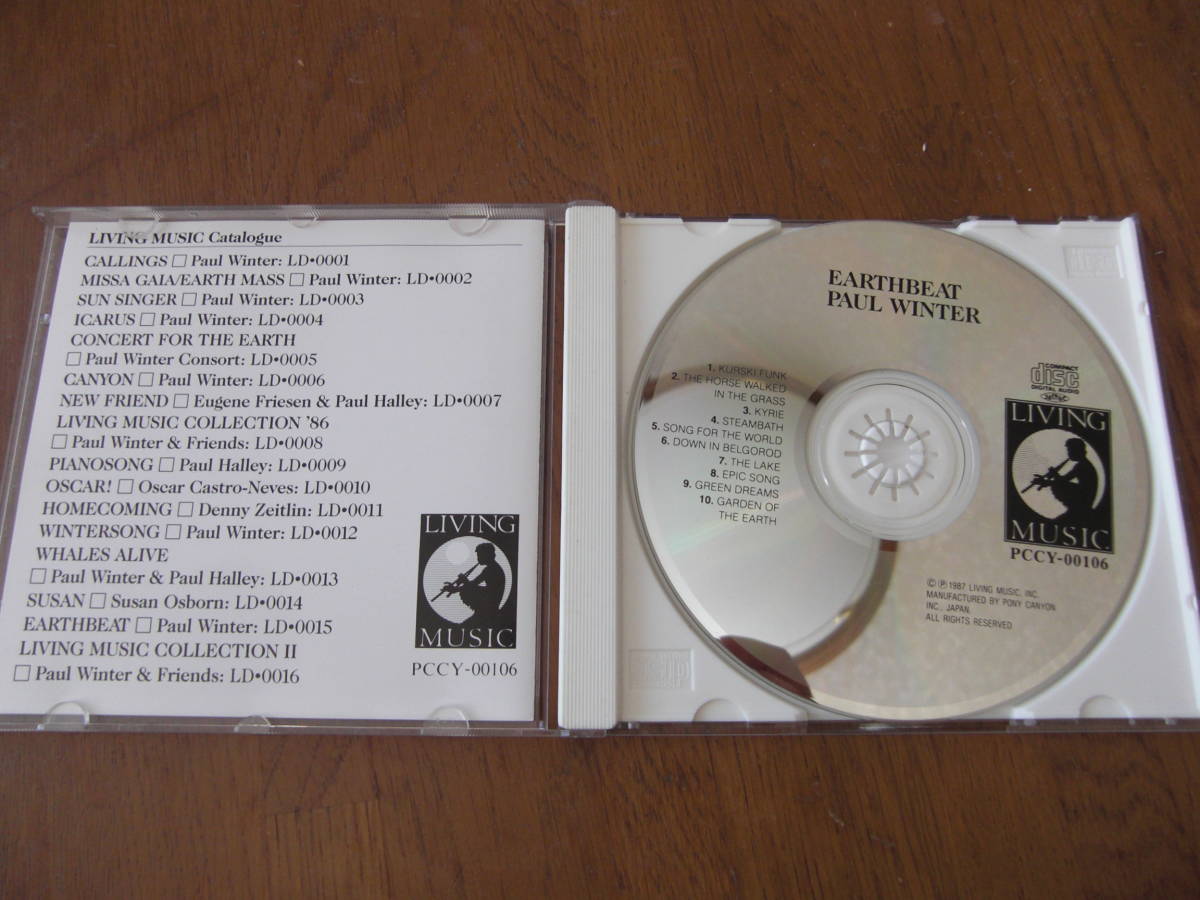 LIVING MUSIC Catalogue
CALLINGS □ Paul Winter: LD•0001
MISSA GAIA/EARTH MASS □ Paul Winter: LD•0002
SUN SINGER □ Paul Winter: LD•0003
ICARUS □ Paul Winter: LD•0004
CONCERT FOR THE EARTH
□ Paul Winter Consort: LD•0005
CANYON □ Paul Winter: LD•0006
NEW FRIEND □ Eugene Friesen & Paul Halley: LD•0007
LIVING MUSIC COLLECTION '86
□ Paul Winter & Friends: LD•0008
PIANOSONG □ Paul Halley: LD•0009
OSCAR! □ Oscar Castro-Neves: LD•0010
HOMECOMING □ Denny Zeitlin: LD•0011
WINTERSONG □ Paul Winter: LD•0012
WHALES ALIVE
□ Paul Winter & Paul Halley: LD•0013
SUSAN □ Susan Osborn: LD•0014
EARTHBEAT □ Paul Winter: LD•0015
LIVING MUSIC COLLECTION II
□ Paul Winter & Friends: LD•0016
LIVING
MUSIC
PCCY-00106
EARTHBEAT
PAUL WINTER
1. KURSKI FUNK
2. THE HORSE WALKED
IN THE GRASS
3. KYRIE
4. STEAMBATH
5. SONG FOR THE WORLD
6. DOWN IN BELGOROD
7. THE LAKE
8. EPIC SONG
9. GREEN DREAMS
10. GARDEN OF
THE EARTH
COMPACT
disc
DIGITAL AUDIO
LIVING
MUSIC
PCCY-00106
© ℗ 1987 LIVING MUSIC, INC.
MANUFACTURED BY PONY CANYON
INC., JAPAN.
ALL RIGHTS RESERVED